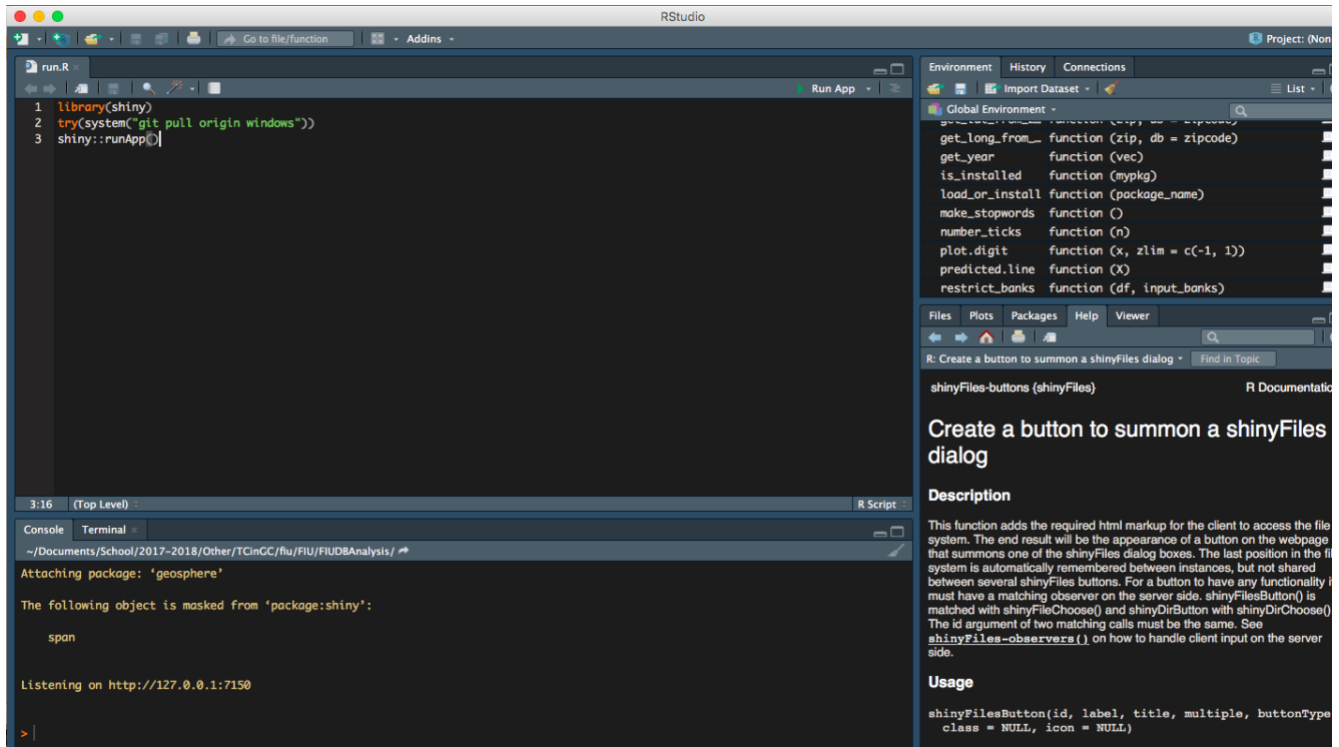 RStudio
Go to file/function
Addins
Project: (Non
run.R
Run App
1 library(shiny)
2 try(system("git pull origin windows"))
3 shiny::runApp()
3:16 (Top Level)
R Script
Console Terminal
~/Documents/School/2017-2018/Other/TCinGC/fiu/FIU/FIUDBAnalysis/
Attaching package: ‘geosphere’
The following object is masked from ‘package:shiny’:
span
Listening on http://127.0.0.1:7150
>
Environment History Connections
Import Dataset
List
Global Environment
get_long_from_… function (zip, db = zipcode)
get_year function (vec)
is_installed function (mypkg)
load_or_install function (package_name)
make_stopwords function ()
number_ticks function (n)
plot.digit function (x, zlim = c(-1, 1))
predicted.line function (X)
restrict_banks function (df, input_banks)
Files Plots Packages Help Viewer
R: Create a button to summon a shinyFiles dialog
Find in Topic
shinyFiles-buttons {shinyFiles}
R Documentatio
Create a button to summon a shinyFiles
dialog
Description
This function adds the required html markup for the client to access the file
system. The end result will be the appearance of a button on the webpage
that summons one of the shinyFiles dialog boxes. The last position in the fil
system is automatically remembered between instances, but not shared
between several shinyFiles buttons. For a button to have any functionality i
must have a matching observer on the server side. shinyFilesButton() is
matched with shinyFileChoose() and shinyDirButton with shinyDirChoose()
The id argument of two matching calls must be the same. See
shinyFiles-observers() on how to handle client input on the server
side.
Usage
shinyFilesButton(id, label, title, multiple, buttonType
class = NULL, icon = NULL)